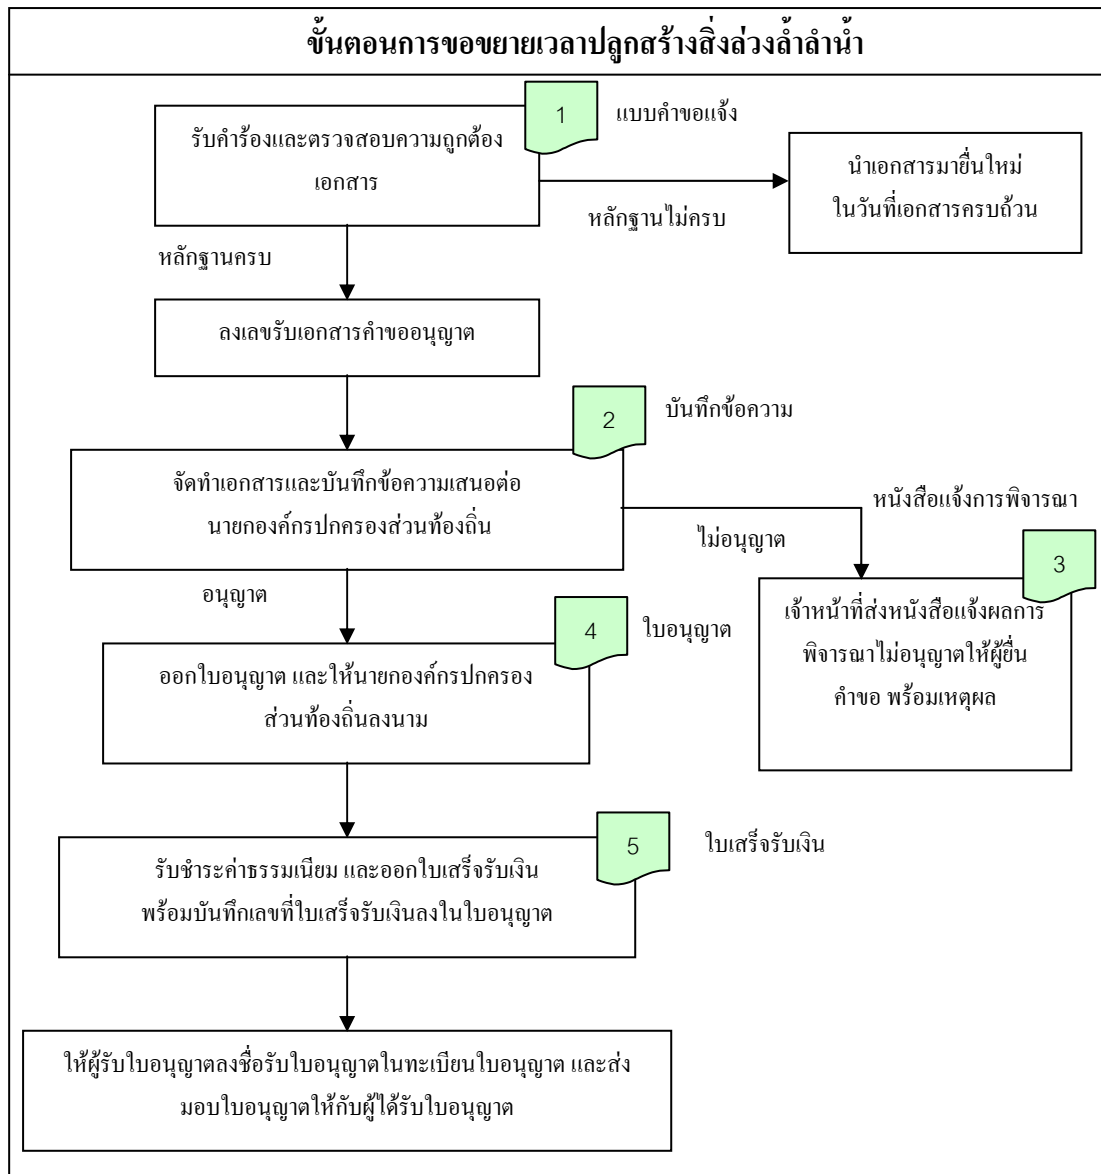 ขั้นตอนการขอขยายเวลาปลูกสร้างสิ่งล่วงล้ำลำน้ำ
1
แบบคำขอแจ้ง
รับคำร้องและตรวจสอบความถูกต้อง
เอกสาร
นำเอกสารมายื่นใหม่
ในวันที่เอกสารครบถ้วน
หลักฐานไม่ครบ
หลักฐานครบ
ลงเลขรับเอกสารคำขออนุญาต
2
บันทึกข้อความ
จัดทำเอกสารและบันทึกข้อความเสนอต่อ
นายกองค์กรปกครองส่วนท้องถิ่น
หนังสือแจ้งการพิจารณา
ไม่อนุญาต
3
เจ้าหน้าที่ส่งหนังสือแจ้งผลการ
พิจารณาไม่อนุญาตให้ผู้ยื่น
คำขอ พร้อมเหตุผล
อนุญาต
4
ใบอนุญาต
ออกใบอนุญาต และให้นายกองค์กรปกครอง
ส่วนท้องถิ่นลงนาม
5
ใบเสร็จรับเงิน
รับชำระค่าธรรมเนียม และออกใบเสร็จรับเงิน
พร้อมบันทึกเลขที่ใบเสร็จรับเงินลงในใบอนุญาต
ให้ผู้รับใบอนุญาตลงชื่อรับใบอนุญาตในทะเบียนใบอนุญาต และส่ง
มอบใบอนุญาตให้กับผู้ได้รับใบอนุญาต